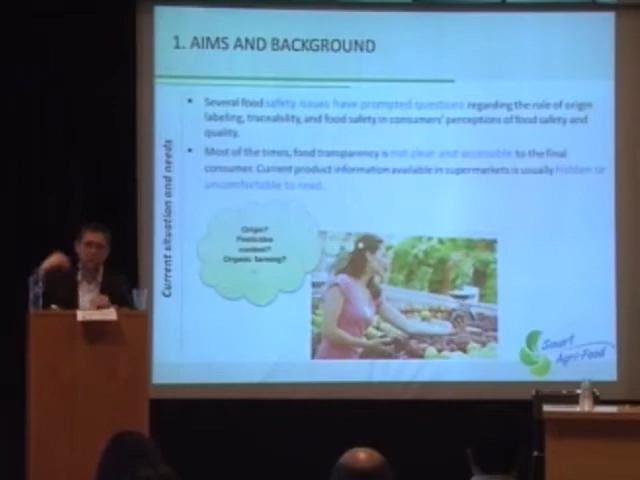 1. AIMS AND BACKGROUND
Current situation and needs
• Several food safety issues have prompted questions regarding the role of origin
labeling, traceability, and food safety in consumers' perceptions of food safety and
quality.
• Most of the times, food transparency is not clear and accessible to the final
consumer. Current product information available in supermarkets is usually hidden or
uncomfortable to read.
Origin?
Pesticides
content?
Organic farming?
...
Smart
Agri-Food